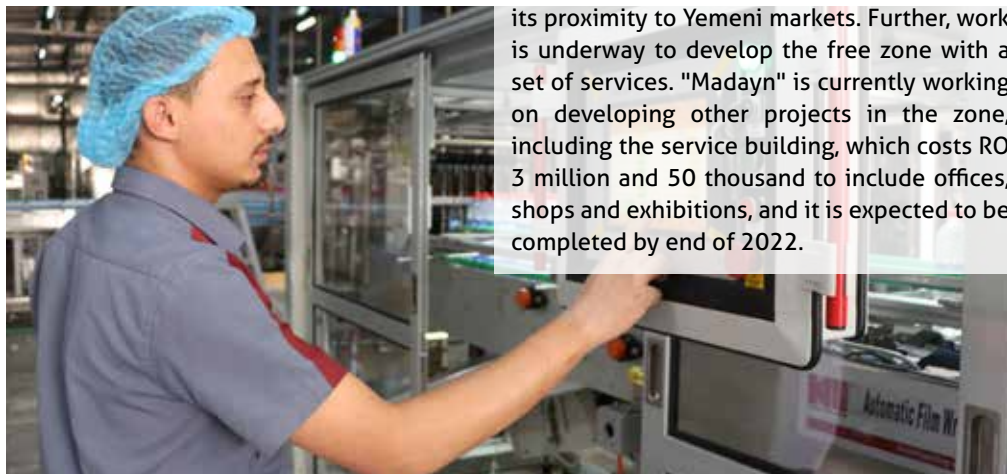 its proximity to Yemeni markets. Further, work
is underway to develop the free zone with a
set of services. "Madayn" is currently working
on developing other projects in the zone,
including the service building, which costs RO
3 million and 50 thousand to include offices,
shops and exhibitions, and it is expected to be
completed by end of 2022.
Automatic Film Wr